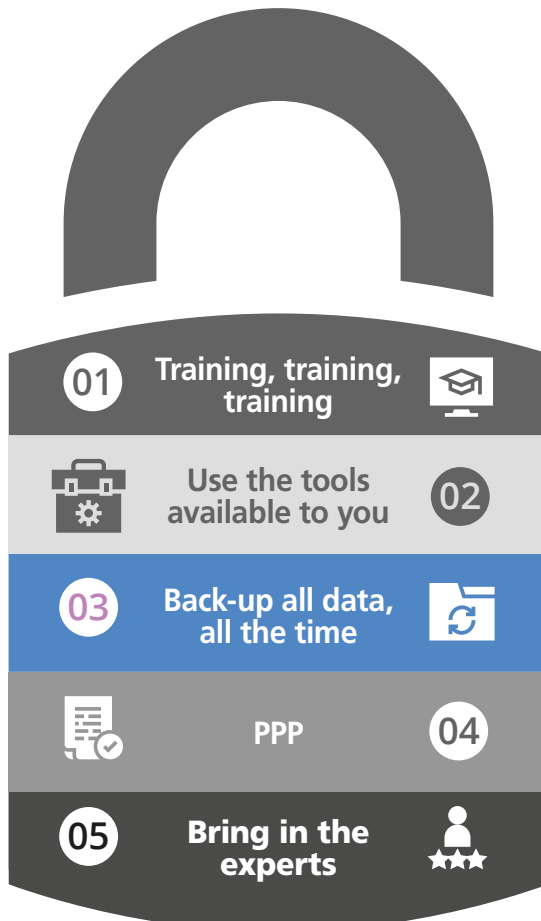 01
Training, training,
training
Use the tools
available to you
02
03
Back-up all data,
all the time
PPP
04
05
Bring in the
experts